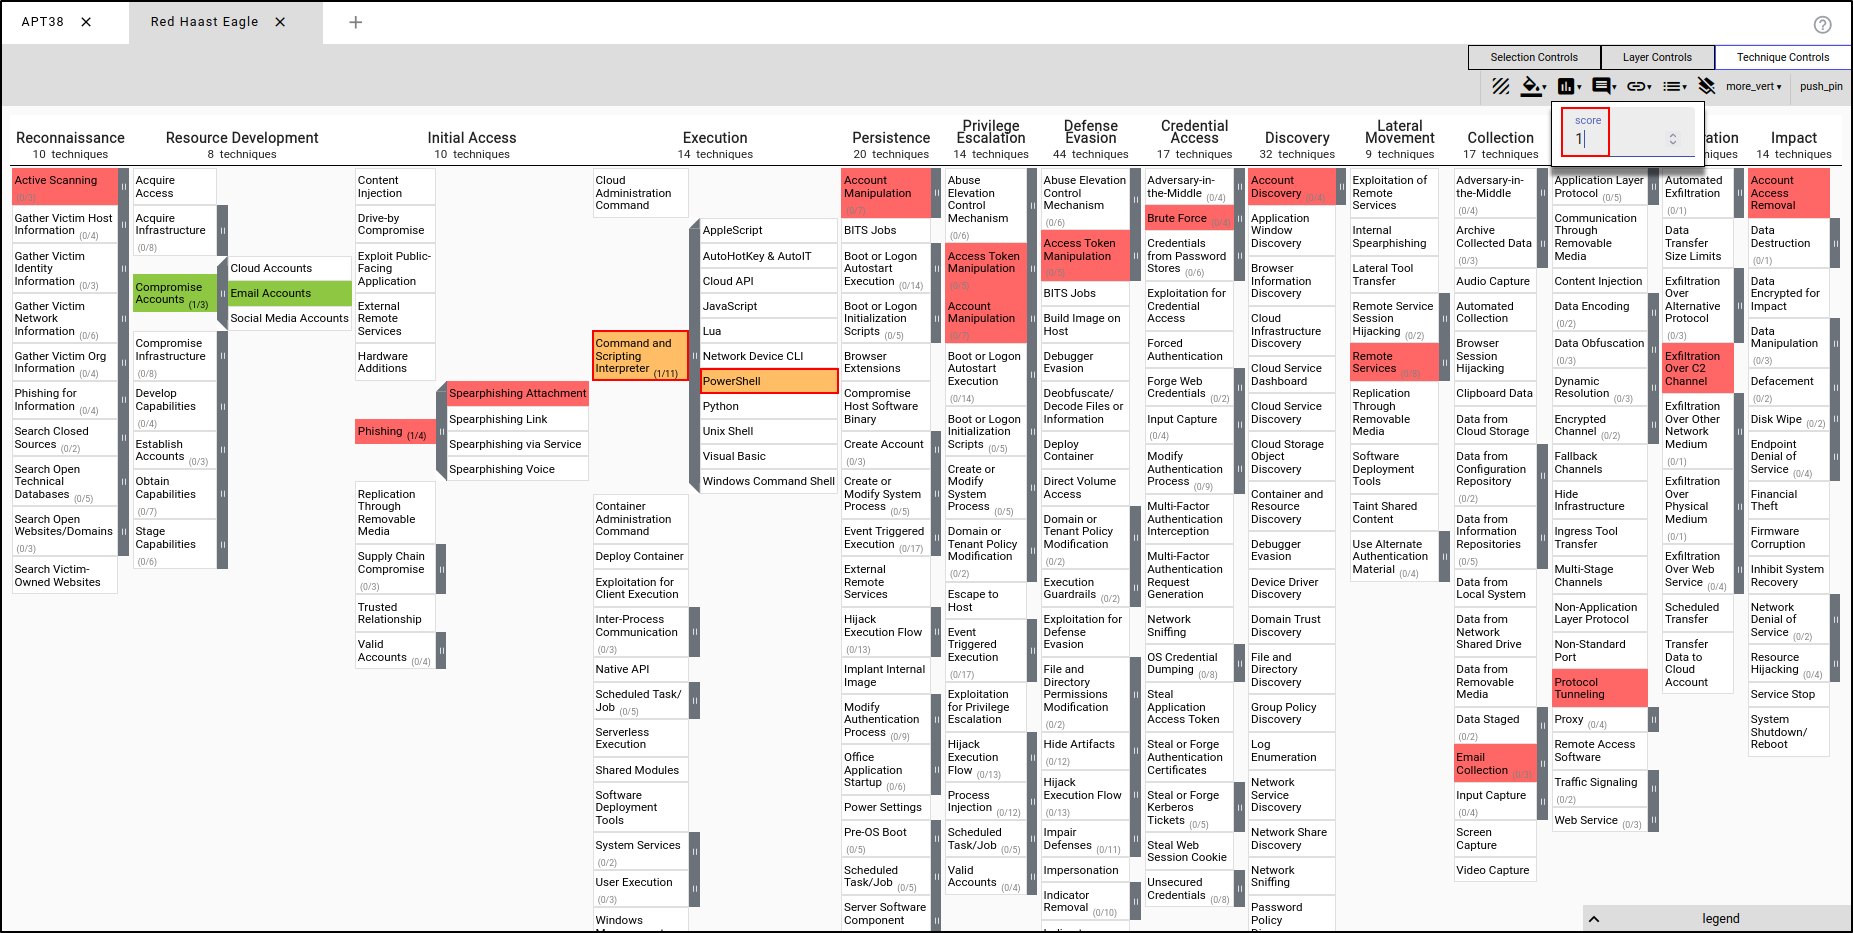 APT38
Red Haast Eagle
Selection Controls
Layer Controls
Technique Controls
more_vert
push_pin
score
1
Reconnaissance
10 techniques
Active Scanning
Gather Victim Host
Information (0/4)
Gather Victim
Identity
Information (0/3)
Gather Victim
Network
Information (0/6)
Gather Victim Org
Information (0/4)
Phishing for
Information (0/4)
Search Closed
Sources (0/2)
Search Open
Technical
Databases (0/5)
Search Open
Websites/Domains
(0/3)
Search Victim-
Owned Websites
Resource Development
8 techniques
Acquire
Access
Acquire
Infrastructure
(0/8)
Compromise
Accounts (1/3)
Cloud Accounts
Email Accounts
Social Media Accounts
Compromise
Infrastructure
(0/8)
Develop
Capabilities
(0/4)
Establish
Accounts (0/3)
Obtain
Capabilities
(0/7)
Stage
Capabilities
(0/6)
Initial Access
10 techniques
Content
Injection
Drive-by
Compromise
Exploit Public-
Facing
Application
External
Remote
Services
Hardware
Additions
Phishing (1/4)
Spearphishing Attachment
Spearphishing Link
Spearphishing via Service
Spearphishing Voice
Replication
Through
Removable
Media
Supply Chain
Compromise
(0/3)
Trusted
Relationship
Valid
Accounts (0/4)
Execution
14 techniques
Cloud
Administration
Command
Command and
Scripting
Interpreter (1/11)
AppleScript
AutoHotKey & AutoIT
Cloud API
JavaScript
Lua
Network Device CLI
PowerShell
Python
Unix Shell
Visual Basic
Windows Command Shell
Container
Administration
Command
Deploy Container
Exploitation for
Client Execution
Inter-Process
Communication
(0/3)
Native API
Scheduled Task/
Job (0/5)
Serverless
Execution
Shared Modules
Software
Deployment
Tools
System Services
(0/2)
User Execution
(0/3)
Windows
Persistence
20 techniques
Account
Manipulation
(0/7)
BITS Jobs
Boot or Logon
Autostart
Execution (0/14)
Boot or Logon
Initialization
Scripts (0/5)
Browser
Extensions
Compromise
Host Software
Binary
Create Account
(0/3)
Create or
Modify System
Process (0/5)
Event Triggered
Execution (0/17)
External
Remote
Services
Hijack
Execution Flow
(0/13)
Implant Internal
Image
Modify
Authentication
Process (0/9)
Office
Application
Startup (0/6)
Power Settings
Pre-OS Boot
(0/5)
Scheduled
Task/Job (0/5)
Server Software
Component
Privilege
Escalation
14 techniques
Abuse
Elevation
Control
Mechanism
(0/6)
Access Token
Manipulation
(0/5)
Account
Manipulation
(0/7)
Boot or Logon
Autostart
Execution
(0/14)
Boot or Logon
Initialization
Scripts (0/5)
Create or
Modify
System
Process (0/5)
Domain or
Tenant Policy
Modification
(0/2)
Escape to
Host
Event
Triggered
Execution
(0/17)
Exploitation
for Privilege
Escalation
Hijack
Execution
Flow (0/13)
Process
Injection (0/12)
Scheduled
Task/Job (0/5)
Valid
Accounts (0/4)
Defense
Evasion
44 techniques
Abuse Elevation
Control
Mechanism
(0/6)
Access Token
Manipulation
(0/5)
BITS Jobs
Build Image on
Host
Debugger
Evasion
Deobfuscate/
Decode Files or
Information
Deploy
Container
Direct Volume
Access
Domain or
Tenant Policy
Modification
(0/2)
Execution
Guardrails (0/2)
Exploitation for
Defense
Evasion
File and
Directory
Permissions
Modification
(0/2)
Hide Artifacts
(0/12)
Hijack
Execution Flow
(0/13)
Impair
Defenses (0/11)
Impersonation
Indicator
Removal (0/10)
Credential
Access
17 techniques
Adversary-in-
the-Middle (0/4)
Brute Force (0/4)
Credentials
from Password
Stores (0/6)
Exploitation for
Credential
Access
Forced
Authentication
Forge Web
Credentials (0/2)
Input Capture
(0/4)
Modify
Authentication
Process (0/9)
Multi-Factor
Authentication
Interception
Multi-Factor
Authentication
Request
Generation
Network
Sniffing
OS Credential
Dumping (0/8)
Steal
Application
Access Token
Steal or Forge
Authentication
Certificates
Steal or Forge
Kerberos
Tickets (0/5)
Steal Web
Session Cookie
Unsecured
Credentials (0/8)
Discovery
32 techniques
Account
Discovery (0/4)
Application
Window
Discovery
Browser
Information
Discovery
Cloud
Infrastructure
Discovery
Cloud Service
Dashboard
Cloud Service
Discovery
Cloud Storage
Object
Discovery
Container and
Resource
Discovery
Debugger
Evasion
Device Driver
Discovery
Domain Trust
Discovery
File and
Directory
Discovery
Group Policy
Discovery
Log
Enumeration
Network
Service
Discovery
Network Share
Discovery
Network
Sniffing
Password
Policy
Lateral
Movement
9 techniques
Exploitation of
Remote
Services
Internal
Spearphishing
Lateral Tool
Transfer
Remote Service
Session
Hijacking (0/2)
Remote
Services
Replication
Through
Removable
Media
Software
Deployment
Tools
Taint Shared
Content
Use Alternate
Authentication
Material (0/4)
Collection
17 techniques
Adversary-in-
the-Middle
(0/4)
Archive
Collected Data
(0/3)
Audio Capture
Automated
Collection
Browser
Session
Hijacking
Clipboard Data
Data from
Cloud Storage
Data from
Configuration
Repository
(0/2)
Data from
Information
Repositories
(0/5)
Data from
Local System
Data from
Network
Shared Drive
Data from
Removable
Media
Data Staged
(0/2)
Email
Collection
Input Capture
(0/4)
Screen
Capture
Video Capture
Application Layer
Protocol (0/5)
Communication
Through
Removable
Media
Content Injection
Data Encoding
(0/2)
Data Obfuscation
(0/3)
Dynamic
Resolution (0/3)
Encrypted
Channel (0/2)
Fallback
Channels
Hide
Infrastructure
Ingress Tool
Transfer
Multi-Stage
Channels
Non-Application
Layer Protocol
Non-Standard
Port
Protocol
Tunneling
Proxy (0/4)
Remote Access
Software
Traffic Signaling
(0/2)
Web Service (0/3)
ration
niques
Automated
Exfiltration
(0/1)
Data
Transfer
Size Limits
Exfiltration
Over
Alternative
Protocol
(0/3)
Exfiltration
Over C2
Channel
Exfiltration
Over Other
Network
Medium
(0/1)
Exfiltration
Over
Physical
Medium
(0/1)
Exfiltration
Over Web
Service (0/4)
Scheduled
Transfer
Transfer
Data to
Cloud
Account
Impact
14 techniques
Account
Access
Removal
Data
Destruction
(0/1)
Data
Encrypted for
Impact
Data
Manipulation
(0/3)
Defacement
(0/2)
Disk Wipe (0/2)
Endpoint
Denial of
Service (0/4)
Financial
Theft
Firmware
Corruption
Inhibit System
Recovery
Network
Denial of
Service (0/2)
Resource
Hijacking (0/4)
Service Stop
System
Shutdown/
Reboot
legend